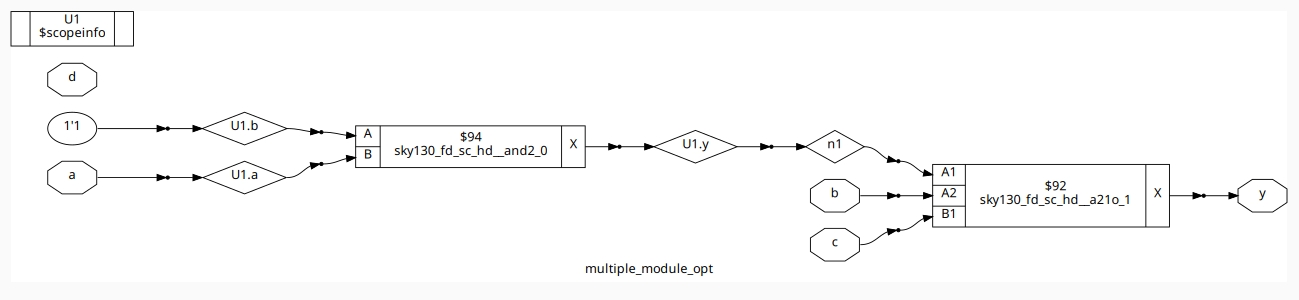 U1
$scopeinfo
d
1'1
a
U1.b
U1.a
A
B
$94
sky130_fd_sc_hd__and2_0
X
U1.y
n1
b
c
A1
A2
B1
$92
sky130_fd_sc_hd__a21o_1
X
y
multiple_module_opt